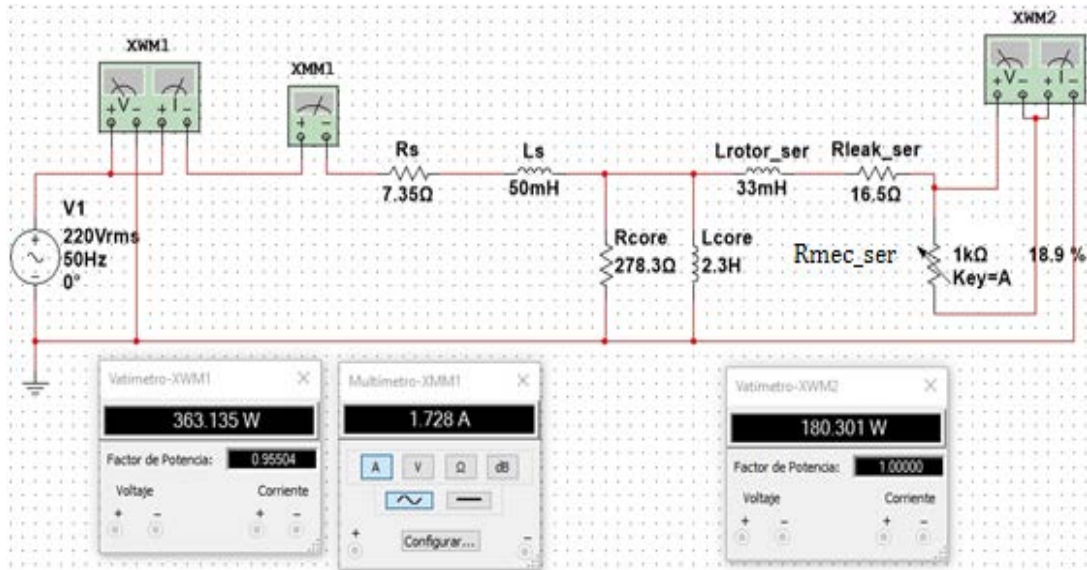 XWM1
V I
+ - + -
XMM1
+ -
XWM2
V I
+ - + -
Rs
7.35Ω
Ls
50mH
Lrotor_ser
33mH
Rleak_ser
16.5Ω
V1
220Vrms
50Hz
0°
Rcore
278.3Ω
Lcore
2.3H
Rmec_ser
1kΩ
Key=A
18.9 %
Vatímetro-XWM1
363.135 W
Factor de Potencia: 0.95504
Voltaje Corriente
+ - + -
Multímetro-XMM1
1.728 A
A V Ω dB
+ Configurar... -
Vatímetro-XWM2
180.301 W
Factor de Potencia: 1.00000
Voltaje Corriente
+ - + -